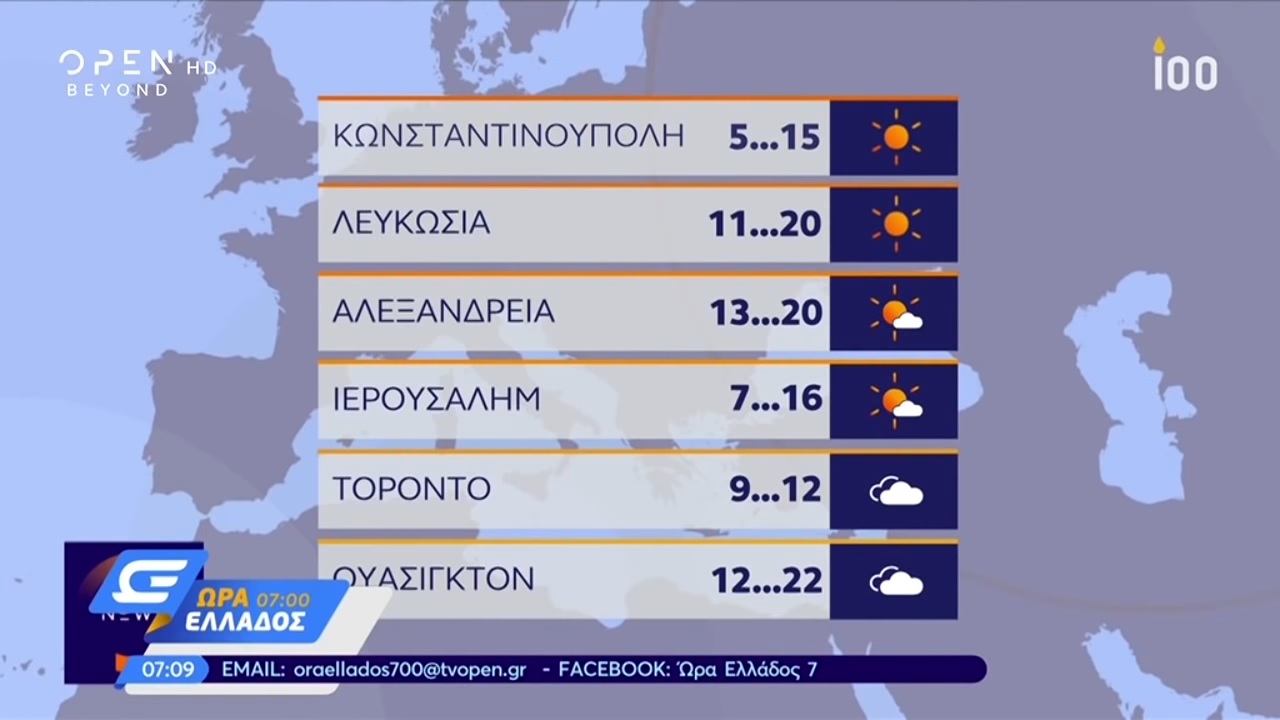 OPEN HD
BEYOND
100
ΚΩΝΣΤΑΝΤΙΝΟΥΠΟΛΗ 5...15
ΛΕΥΚΩΣΙΑ 11...20
ΑΛΕΞΑΝΔΡΕΙΑ 13...20
ΙΕΡΟΥΣΑΛΗΜ 7...16
ΤΟΡΟΝΤΟ 9...12
ΟΥΑΣΙΓΚΤΟΝ 12...22
ΩΡΑ 07:00
ΕΛΛΑΔΟΣ
NEW
07:09 EMAIL: oraellados700@tvopen.gr - FACEBOOK: Ώρα Ελλάδος 7